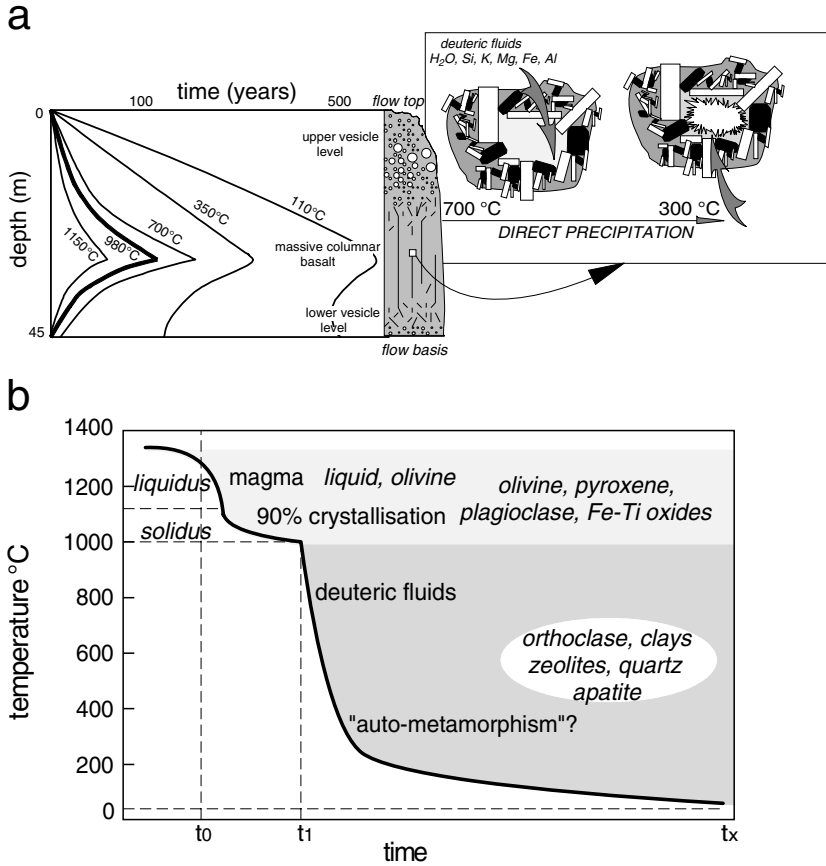 a
time (years)
100
500
0
45
depth (m)
1150°C
980°C
700°C
350°C
110°C
flow top
upper vesicle
level
massive columnar
basalt
lower vesicle
level
flow basis
deuteric fluids
H2O, Si, K, Mg, Fe, Al
700 °C
300 °C
DIRECT PRECIPITATION
b
1400
1200
1000
800
600
400
200
0
temperature°C
liquidus
solidus
magma
liquid, olivine
90% crystallisation
olivine, pyroxene,
plagioclase, Fe-Ti oxides
deuteric fluids
orthoclase, clays
zeolites, quartz
apatite
"auto-metamorphism"?
t0
t1
tx
time